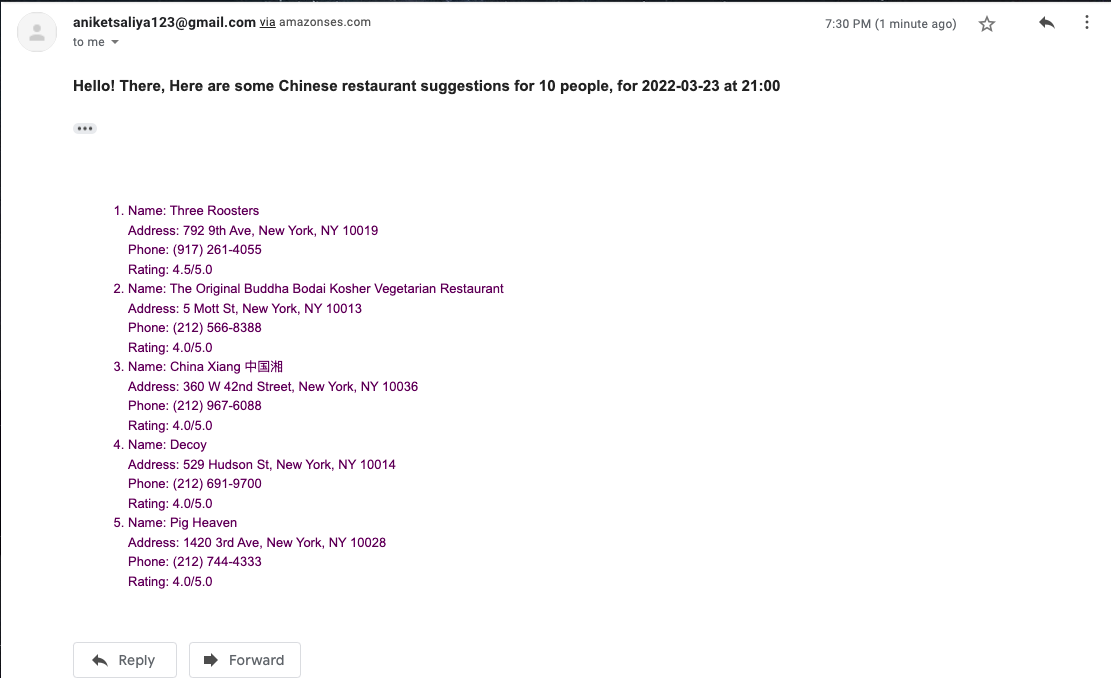 aniketsaliya123@gmail.com via amazonses.com
7:30 PM (1 minute ago)
to me
Hello! There, Here are some Chinese restaurant suggestions for 10 people, for 2022-03-23 at 21:00
1. Name: Three Roosters
Address: 792 9th Ave, New York, NY 10019
Phone: (917) 261-4055
Rating: 4.5/5.0
2. Name: The Original Buddha Bodai Kosher Vegetarian Restaurant
Address: 5 Mott St, New York, NY 10013
Phone: (212) 566-8388
Rating: 4.0/5.0
3. Name: China Xiang 中国湘
Address: 360 W 42nd Street, New York, NY 10036
Phone: (212) 967-6088
Rating: 4.0/5.0
4. Name: Decoy
Address: 529 Hudson St, New York, NY 10014
Phone: (212) 691-9700
Rating: 4.0/5.0
5. Name: Pig Heaven
Address: 1420 3rd Ave, New York, NY 10028
Phone: (212) 744-4333
Rating: 4.0/5.0
Reply
Forward